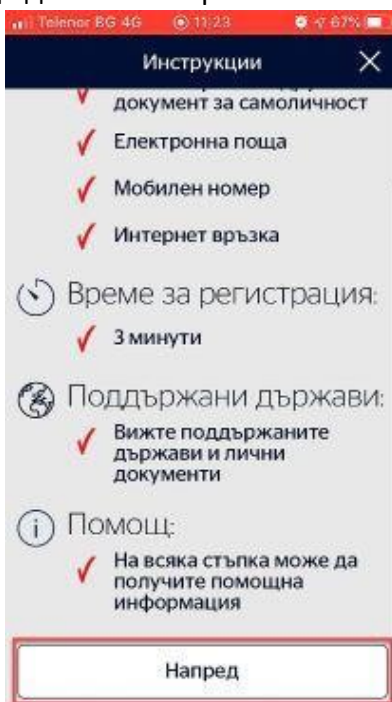 Telenor BG 4G 11:23 67%
Инструкции
документ за самоличност
Електронна поща
Мобилен номер
Интернет връзка
Време за регистрация:
3 минути
Поддържани държави:
Вижте поддържаните
държави и лични
документи
Помощ:
На всяка стъпка може да
получите помощна
информация
Напред